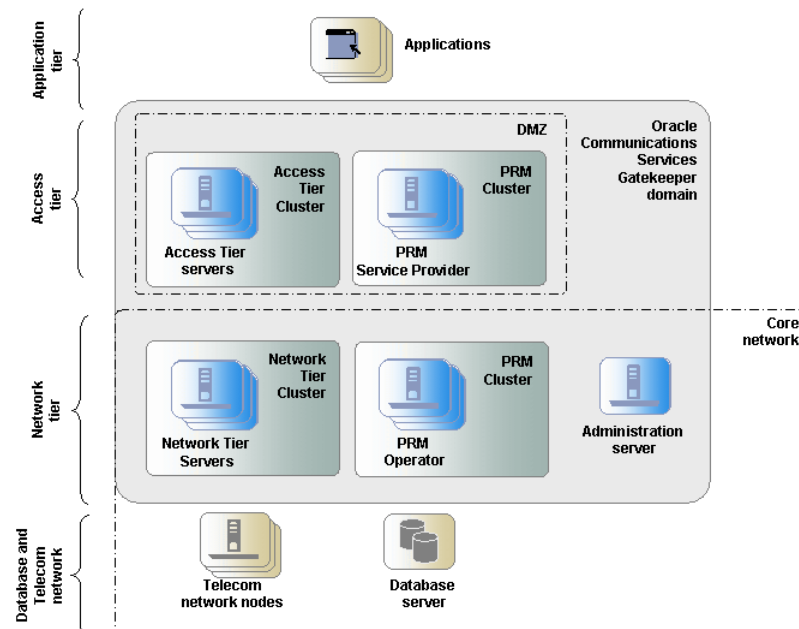 Application
tier
Applications
Access
tier
DMZ
Oracle
Communications
Services
Gatekeeper
domain
Access
Tier
Cluster
Access Tier
servers
PRM
Cluster
PRM
Service Provider
Core
network
Network
tier
Network
Tier
Cluster
Network Tier
Servers
PRM
Cluster
PRM
Operator
Administration
server
Database and
Telecom
network
Telecom
network nodes
Database
server